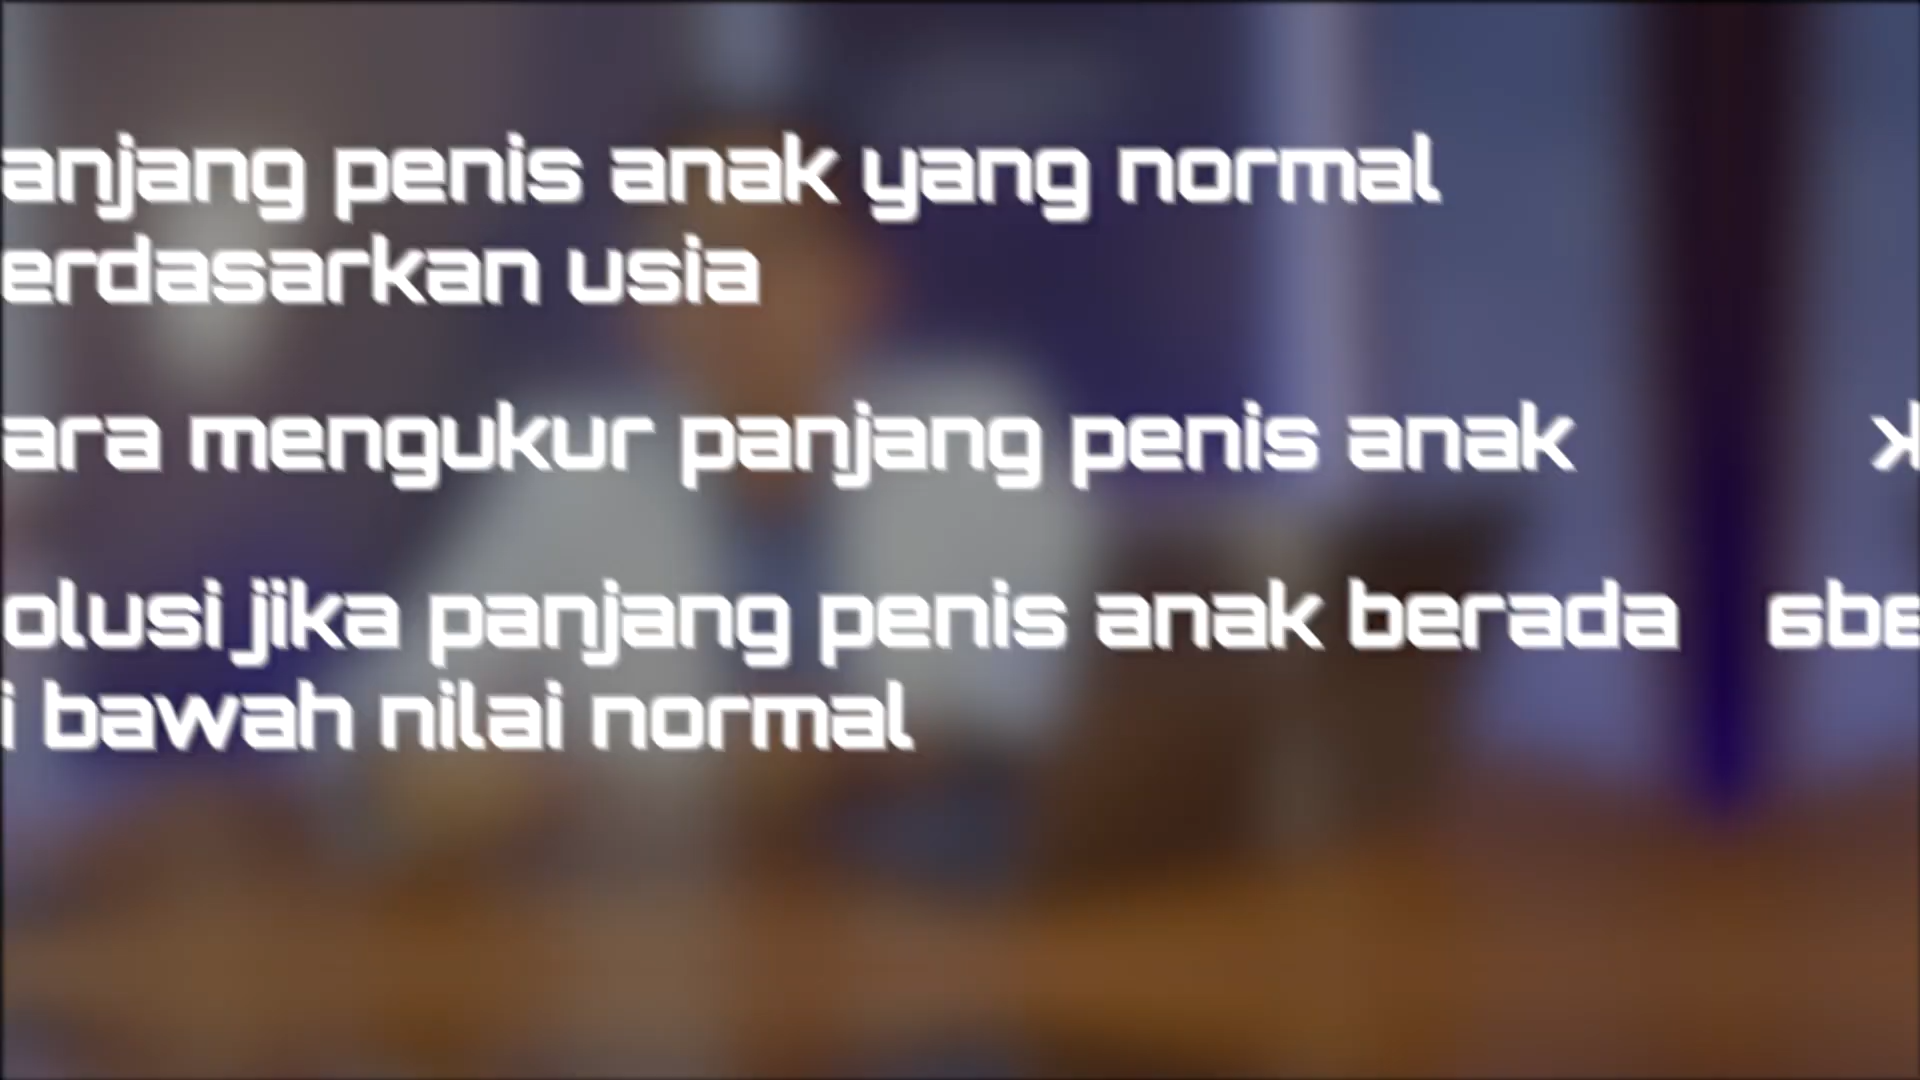 anjang penis anak yang normal
erdasarkan usia
ara mengukur panjang penis anak
olusi jika panjang penis anak berada
i bawah nilai normal